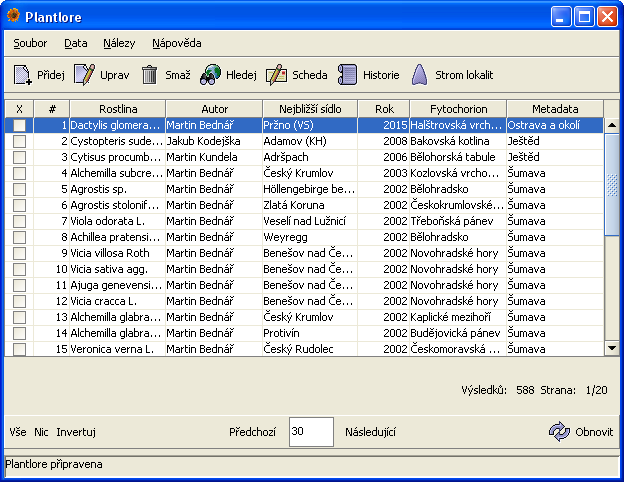 Plantlore
Soubor Data Nálezy Nápověda
Přidej Uprav Smaž Hledej Scheda Historie Strom lokalit
X # Rostlina Autor Nejbližší sídlo Rok Fytochorion Metadata
1 Dactylis glomera... Martin Bednář Pržno (VS) 2015 Halštrovská vrch... Ostrava a okolí
2 Cystopteris sude... Jakub Kodejška Adamov (KH) 2008 Bakovská kotlina Ještěd
3 Cytisus procumb... Martin Kundela Adršpach 2006 Bělohorská tabule Ještěd
4 Alchemilla subcre... Martin Bednář Český Krumlov 2003 Kozlovská vrcho... Šumava
5 Agrostis sp. Martin Bednář Höllengebirge be... 2002 Bělohradsko Šumava
6 Agrostis stolonif... Martin Bednář Zlatá Koruna 2002 Českokrumlovské... Šumava
7 Viola odorata L. Martin Bednář Veselí nad Lužnicí 2002 Třeboňská pánev Šumava
8 Achillea pratensi... Martin Bednář Weyregg 2002 Bělohradsko Šumava
9 Vicia villosa Roth Martin Bednář Benešov nad Če... 2002 Novohradské hory Šumava
10 Vicia sativa agg. Martin Bednář Benešov nad Če... 2002 Novohradské hory Šumava
11 Ajuga genevensi... Martin Bednář Benešov nad Če... 2002 Novohradské hory Šumava
12 Vicia cracca L. Martin Bednář Benešov nad Če... 2002 Novohradské hory Šumava
13 Alchemilla glabra... Martin Bednář Český Krumlov 2002 Kaplické mezihoří Šumava
14 Alchemilla glabra... Martin Bednář Protivín 2002 Budějovická pánev Šumava
15 Veronica verna L. Martin Bednář Český Rudolec 2002 Českomoravská ... Šumava
Výsledků: 588 Strana: 1/20
Vše Nic Invertuj Předchozí 30 Následující Obnovit
Plantlore připravena